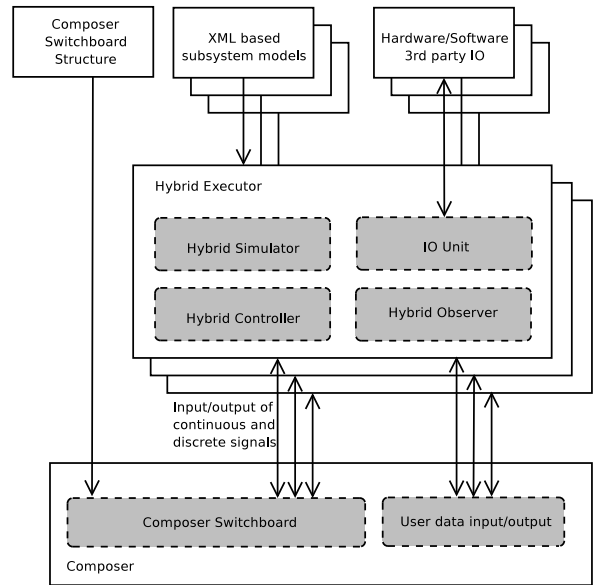 Composer
Switchboard
Structure
XML based
subsystem models
Hardware/Software
3rd party IO
Hybrid Executor
Hybrid Simulator
IO Unit
Hybrid Controller
Hybrid Observer
Input/output of
continuous and
discrete signals
Composer Switchboard
User data input/output
Composer